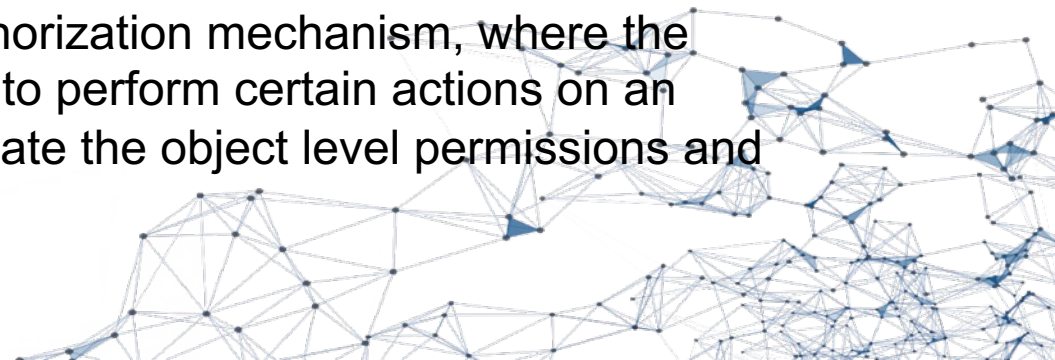 horization mechanism, where the
to perform certain actions on an
ate the object level permissions and